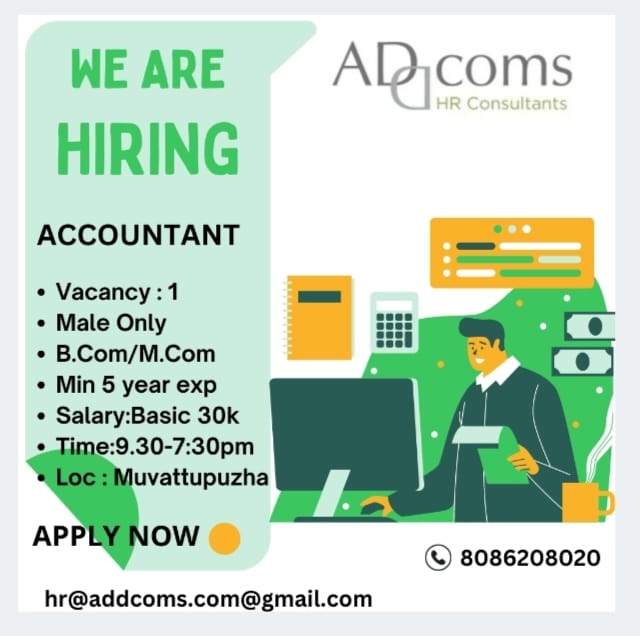 WE ARE
HIRING
ADDcoms
HR Consultants
ACCOUNTANT
• Vacancy : 1
• Male Only
• B.Com/M.Com
• Min 5 year exp
• Salary:Basic 30k
• Time:9.30-7:30pm
• Loc : Muvattupuzha
APPLY NOW
8086208020
hr@addcoms.com@gmail.com